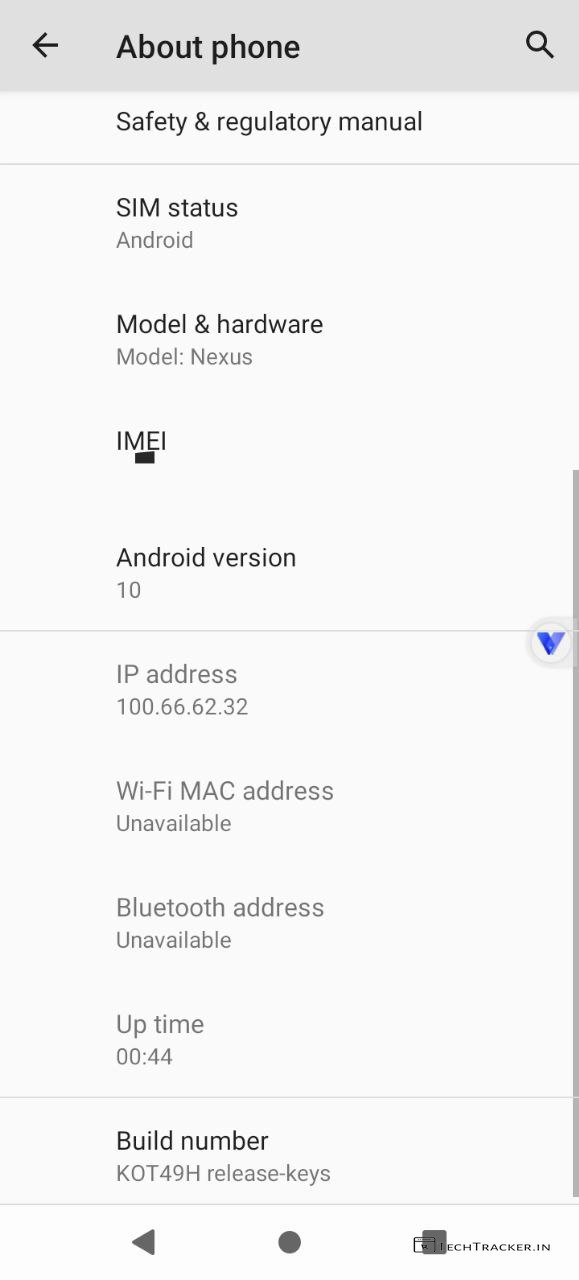 About phone
Safety & regulatory manual
SIM status
Android
Model & hardware
Model: Nexus
IMEI
Android version
10
IP address
100.66.62.32
Wi-Fi MAC address
Unavailable
Bluetooth address
Unavailable
Up time
00:44
Build number
KOT49H release-keys
TECHTRACKER.IN